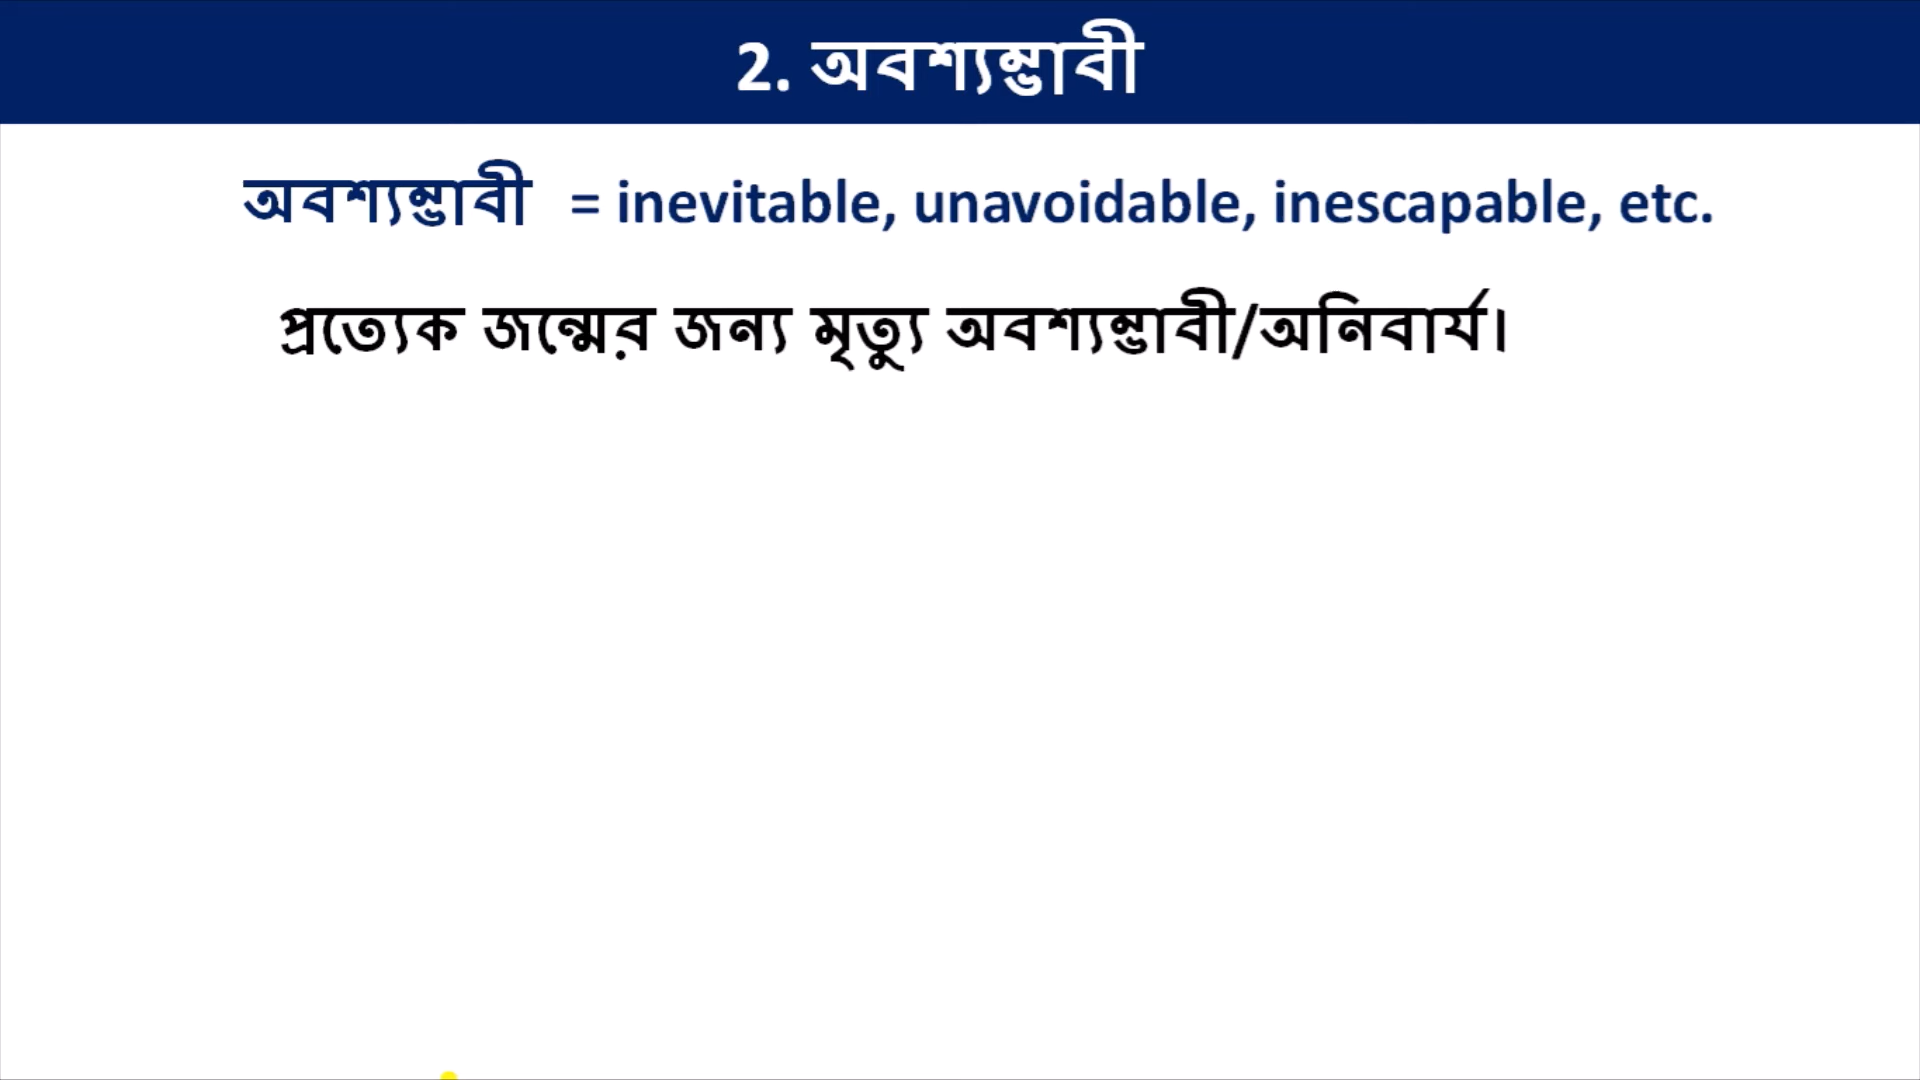 2. অবশ্যম্ভাবী
অবশ্যম্ভাবী = inevitable, unavoidable, inescapable, etc.
প্রত্যেক জন্মের জন্য মৃত্যু অবশ্যম্ভাবী/অনিবার্য।